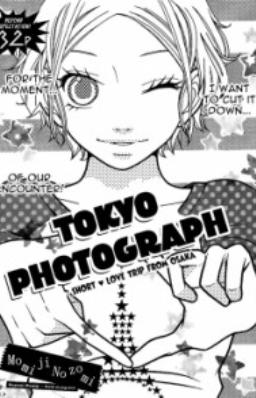 32P
FOR THE
MOMENT...
I WANT
TO CUT IT
DOWN...
OF OUR
ENCOUNTER!
TOKYO
PHOTOGRAPH
SHORT ♥ LOVE TRIP FROM OSAKA
Momiji Nozomi